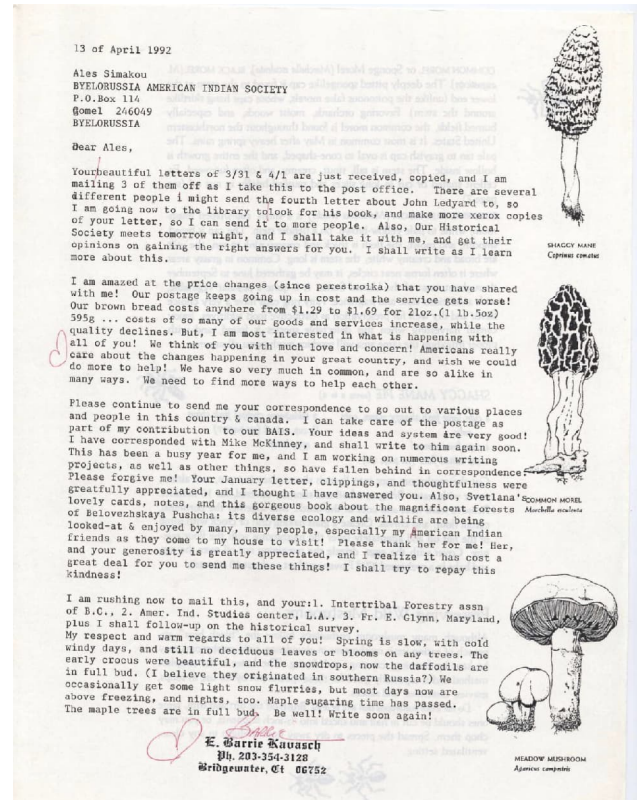 13 of April 1992
Ales Simakou
BYELORUSSIA AMERICAN INDIAN SOCIETY
P.O.Box 114
Gomel 246049
BYELORUSSIA
Dear Ales,
Yourbeautiful letters of 3/31 & 4/1 are just received, copied, and I am
mailing 3 of them off as I take this to the post office. There are several
different people i might send the fourth letter about John Ledyard to, so
I am going now to the library tolook for his book, and make more xerox copies
of your letter, so I can send it to more people. Also, Our Historical
Society meets tomorrow night, and I shall take it with me, and get their
opinions on gaining the right answers for you. I shall write as I learn
more about this.
SHAGGY MANE
Coprinus comatus
I am amazed at the price changes (since perestroika) that you have shared
with me! Our postage keeps going up in cost and the service gets worse!
Our brown bread costs anywhere from $1.29 to $1.69 for 21oz.(1 lb.5oz)
595g ... costs of so many of our goods and services increase, while the
quality declines. But, I am most interested in what is happening with
all of you! We think of you with much love and concern! Americans really
care about the changes happening in your great country, and wish we could
do more to help! We have so very much in common, and are so alike in
many ways. We need to find more ways to help each other.
Please continue to send me your correspondence to go out to various places
and people in this country & canada. I can take care of the postage as
part of my contribution to our BAIS. Your ideas and system are very good!
I have corresponded with Mike McKinney, and shall write to him again soon.
This has been a busy year for me, and I am working on numerous writing
projects, as well as other things, so have fallen behind in correspondence.
Please forgive me! Your January letter, clippings, and thoughtfulness were
greatfully appreciated, and I thought I have answered you. Also, Svetlana's
lovely cards, notes, and this gorgeous book about the magnificent forests
of Belovezhskaya Pushcha: its diverse ecology and wildlife are being
looked-at & enjoyed by many, many people, especially my American Indian
friends as they come to my house to visit! Please thank her for me! Her,
and your generosity is greatly appreciated, and I realize it has cost a
great deal for you to send me these things! I shall try to repay this
kindness!
COMMON MOREL
Morchella esculenta
I am rushing now to mail this, and your:1. Intertribal Forestry assn
of B.C., 2. Amer. Ind. Studies center, L.A., 3. Fr. E. Glynn, Maryland,
plus I shall follow-up on the historical survey.
My respect and warm regards to all of you! Spring is slow, with cold
windy days, and still no deciduous leaves or blooms on any trees. The
early crocus were beautiful, and the snowdrops, now the daffodils are
in full bud. (I believe they originated in southern Russia?) We
occasionally get some light snow flurries, but most days now are
above freezing, and nights, too. Maple sugaring time has passed.
The maple trees are in full bud. Be well! Write soon again!
Barrie
E. Barrie Kavasch
Ph. 203-354-3128
Bridgewater, Ct 06752
MEADOW MUSHROOM
Agaricus campestris